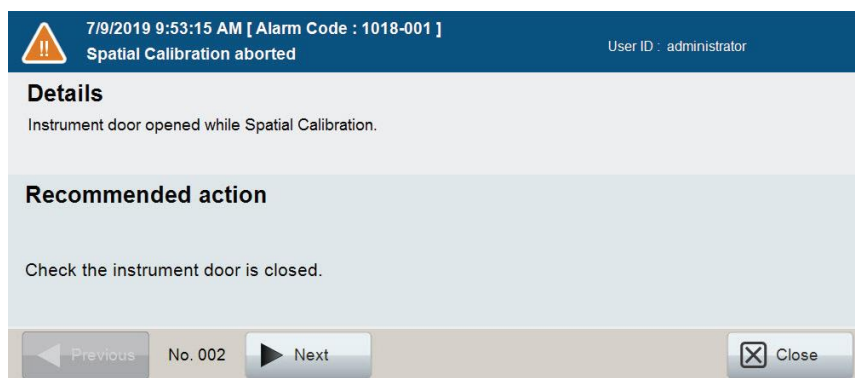 7/9/2019 9:53:15 AM [ Alarm Code : 1018-001 ]
Spatial Calibration aborted
User ID : administrator
Details
Instrument door opened while Spatial Calibration.
Recommended action
Check the instrument door is closed.
Previous No. 002 Next Close